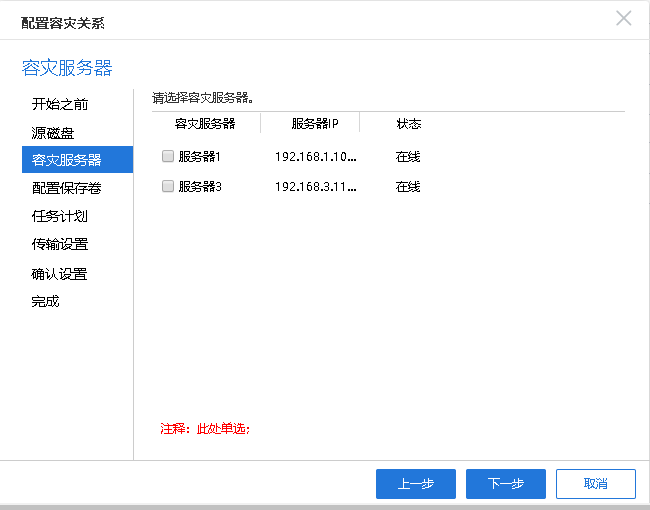 配置容灾关系
容灾服务器
开始之前
源磁盘
容灾服务器
配置保存卷
任务计划
传输设置
确认设置
完成
请选择容灾服务器。
容灾服务器 服务器IP 状态
服务器1 192.168.1.10... 在线
服务器3 192.168.3.11... 在线
注释：此处单选;
上一步 下一步 取消